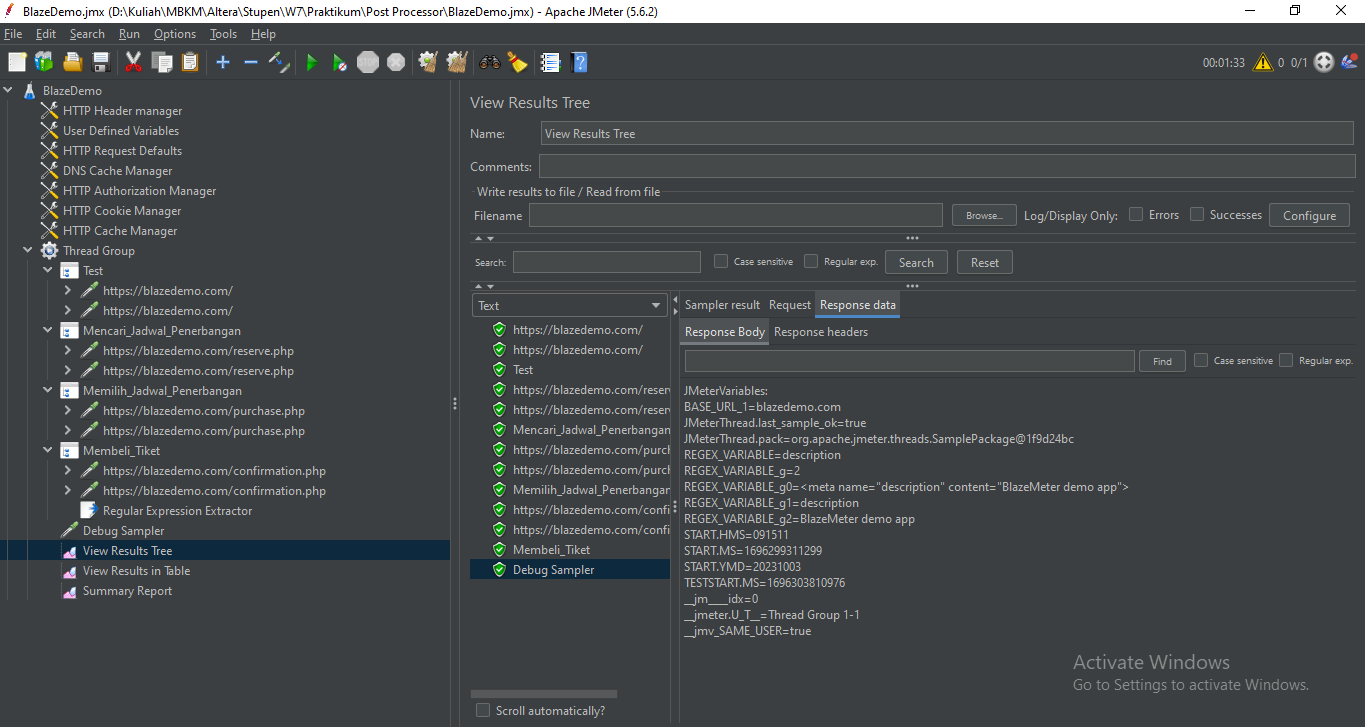 BlazeDemo.jmx (D:\Kuliah\MBKM\Altera\Stupen\W7\Praktikum\Post Processor\BlazeDemo.jmx) - Apache JMeter (5.6.2)
File Edit Search Run Options Tools Help
STOP
00:01:33 0 0/1
BlazeDemo
HTTP Header manager
User Defined Variables
HTTP Request Defaults
DNS Cache Manager
HTTP Authorization Manager
HTTP Cookie Manager
HTTP Cache Manager
Thread Group
Test
https://blazedemo.com/
https://blazedemo.com/
Mencari_Jadwal_Penerbangan
https://blazedemo.com/reserve.php
https://blazedemo.com/reserve.php
Memilih_Jadwal_Penerbangan
https://blazedemo.com/purchase.php
https://blazedemo.com/purchase.php
Membeli_Tiket
https://blazedemo.com/confirmation.php
https://blazedemo.com/confirmation.php
Regular Expression Extractor
Debug Sampler
View Results Tree
View Results in Table
Summary Report
View Results Tree
Name: View Results Tree
Comments:
Write results to file / Read from file
Filename Browse... Log/Display Only: Errors Successes Configure
Search: Case sensitive Regular exp. Search Reset
Text
https://blazedemo.com/
https://blazedemo.com/
Test
https://blazedemo.com/reser
https://blazedemo.com/reser
Mencari_Jadwal_Penerbangan
https://blazedemo.com/purch
https://blazedemo.com/purch
Memilih_Jadwal_Penerbangan
https://blazedemo.com/confi
https://blazedemo.com/confi
Membeli_Tiket
Debug Sampler
Scroll automatically?
Sampler result Request Response data
Response Body Response headers
Find Case sensitive Regular exp.
JMeterVariables:
BASE_URL_1=blazedemo.com
JMeterThread.last_sample_ok=true
JMeterThread.pack=org.apache.jmeter.threads.SamplePackage@1f9d24bc
REGEX_VARIABLE=description
REGEX_VARIABLE_g=2
REGEX_VARIABLE_g0=<meta name="description" content="BlazeMeter demo app">
REGEX_VARIABLE_g1=description
REGEX_VARIABLE_g2=BlazeMeter demo app
START.HMS=091511
START.MS=1696299311299
START.YMD=20231003
TESTSTART.MS=1696303810976
__jm__idx=0
__jmeter.U_T__=Thread Group 1-1
__jmv_SAME_USER=true
Activate Windows
Go to Settings to activate Windows.